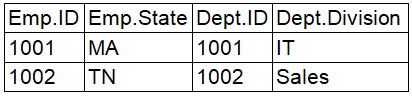 Emp.ID Emp.State Dept.ID Dept.Division
1001 MA 1001 IT
1002 TN 1002 Sales